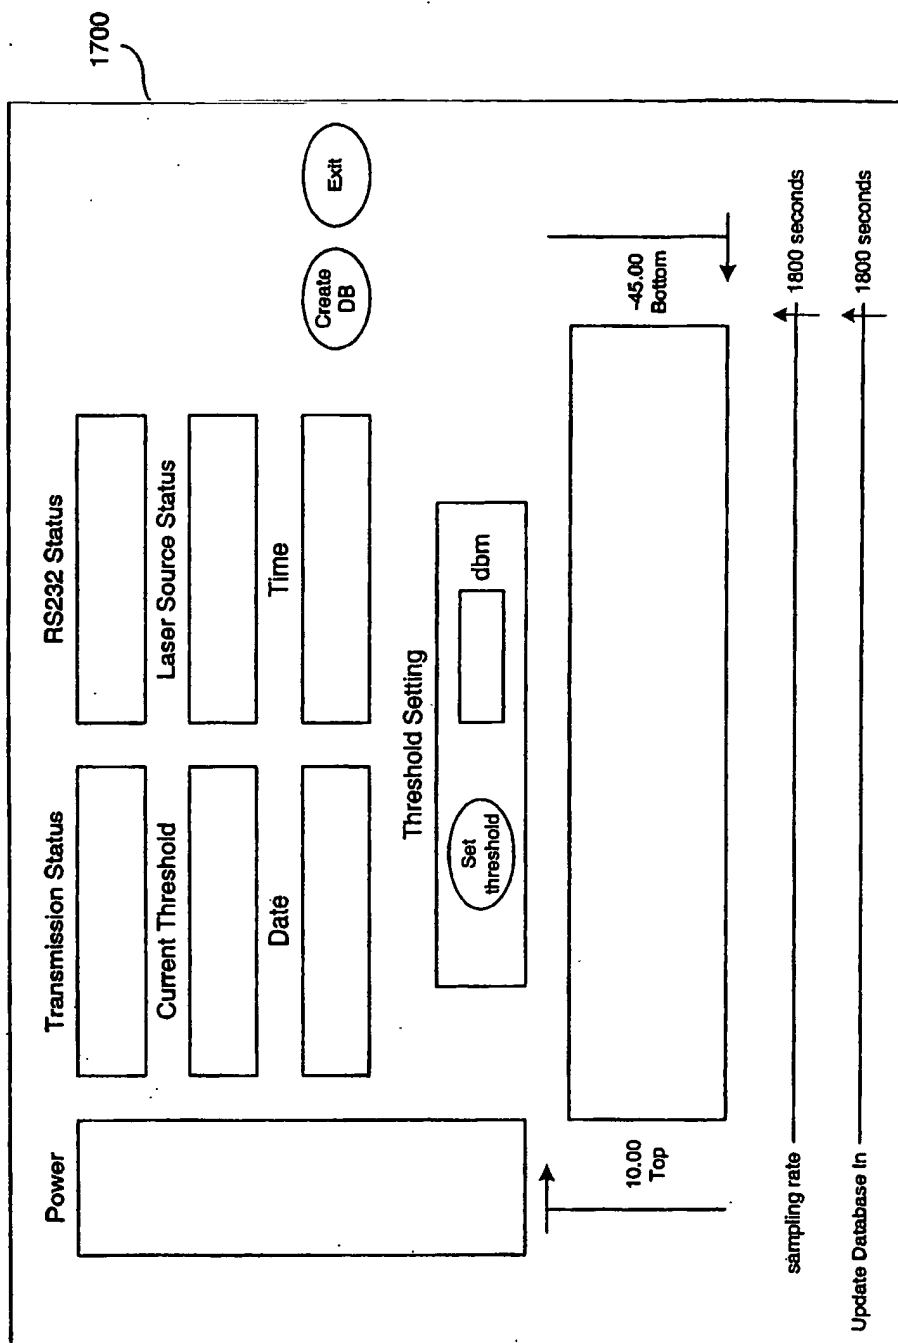 1700
Power
Transmission Status
RS232 Status
Current Threshold
Laser Source Status
Date
Time
Create
DB
Exit
Threshold Setting
Set
threshold
dbm
10.00
Top
-45.00
Bottom
sampling rate
1800 seconds
Update Database In
1800 seconds